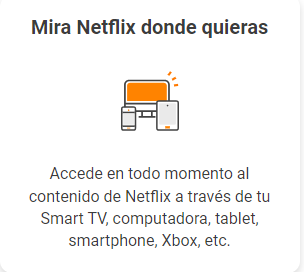 Mira Netflix donde quieras
Accede en todo momento al
contenido de Netflix a través de tu
Smart TV, computadora, tablet,
smartphone, Xbox, etc.